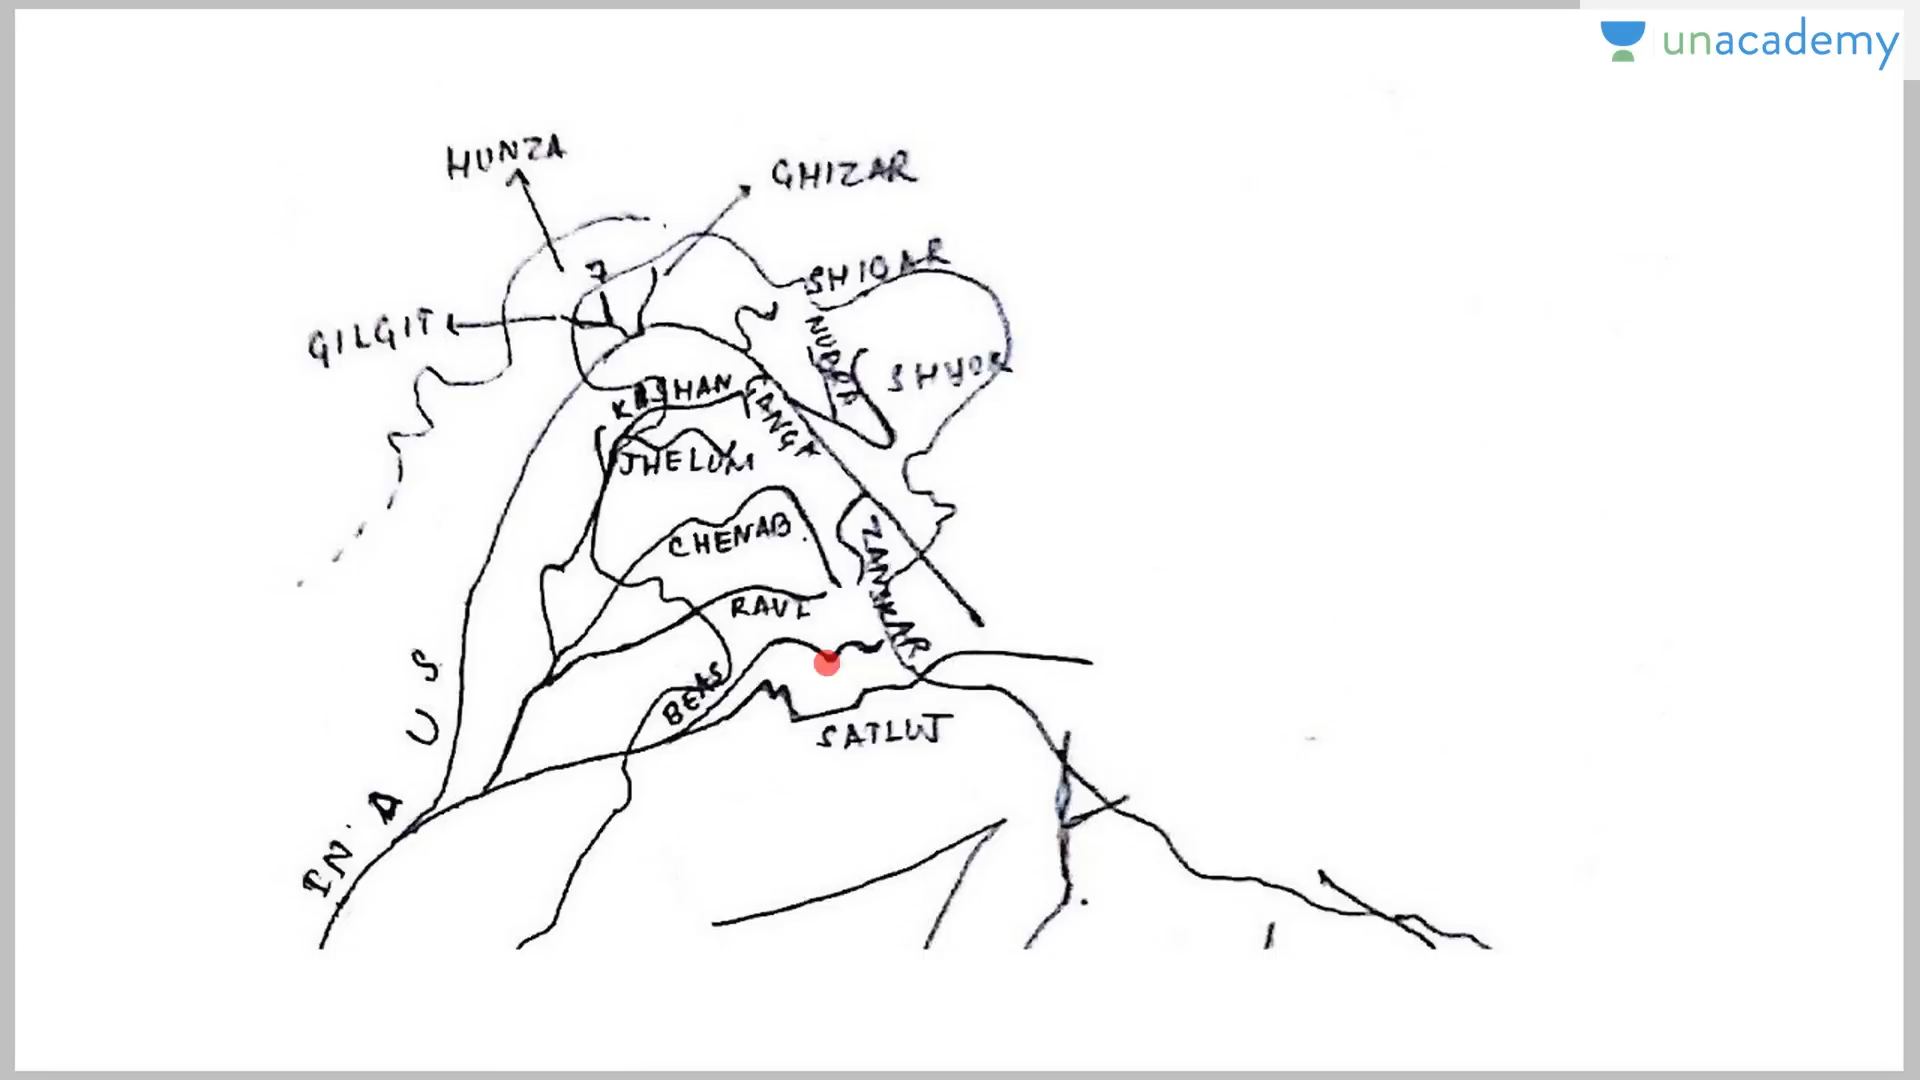 unacademy
HUNZA
GHIZAR
SHIGAR
GILGIT
NUBRA
SHYOK
KISHAN
GANGA
JHELUM
CHENAB
ZANSKAR
RAVI
BEAS
SATLUJ
INDUS